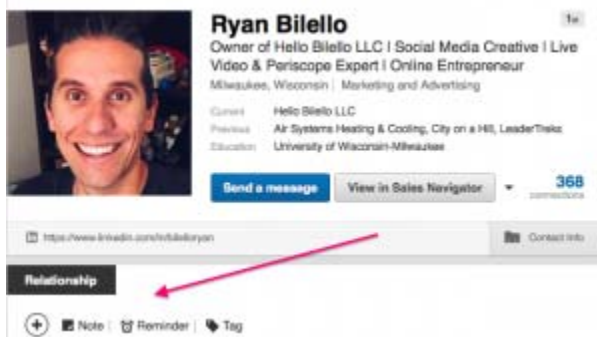 Ryan Bilello
1st
Owner of Hello Bilello LLC | Social Media Creative | Live
Video & Periscope Expert | Online Entrepreneur
Milwaukee, Wisconsin | Marketing and Advertising
Current Hello Bilello LLC
Previous Air Systems Heating & Cooling, City on a Hill, LeaderTreks
Education University of Wisconsin-Milwaukee
Send a message
View in Sales Navigator
368
connections
https://www.linkedin.com/in/bilelloryan
Contact Info
Relationship
Note | Reminder | Tag